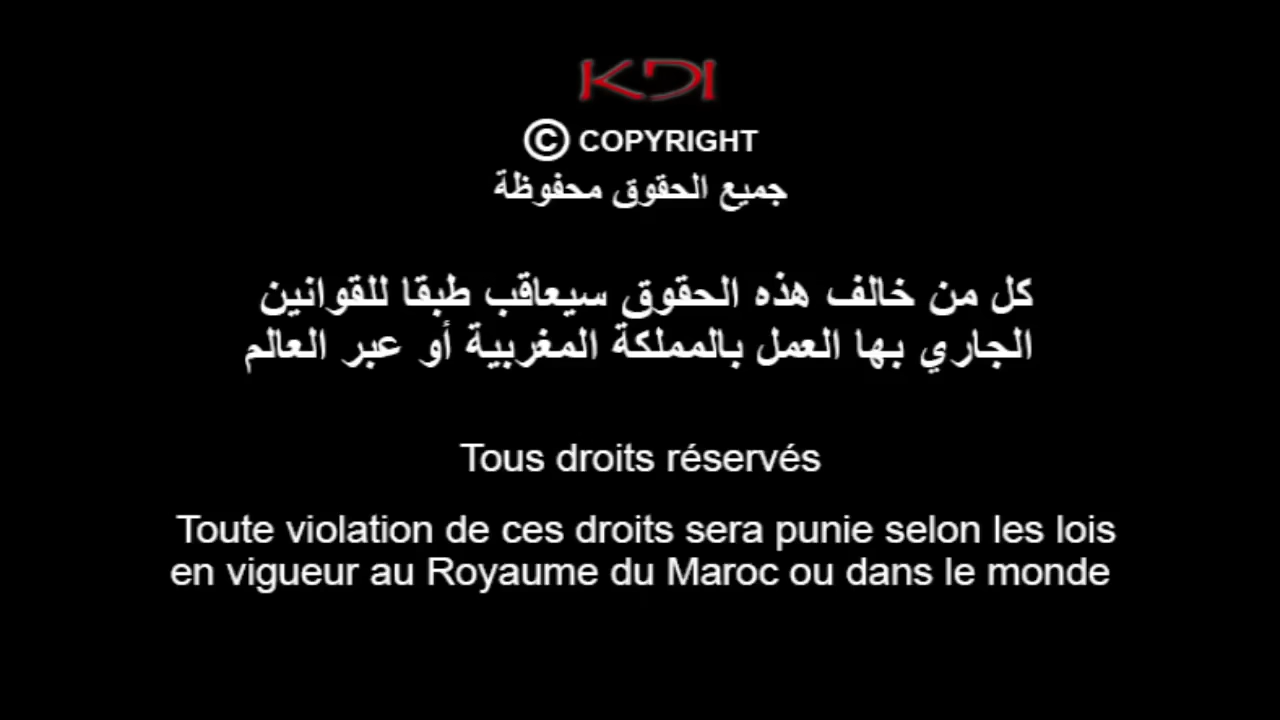 KDI
© COPYRIGHT
جميع الحقوق محفوظة
كل من خالف هذه الحقوق سيعاقب طبقا للقوانين
الجاري بها العمل بالمملكة المغربية أو عبر العالم
Tous droits réservés
Toute violation de ces droits sera punie selon les lois
en vigueur au Royaume du Maroc ou dans le monde